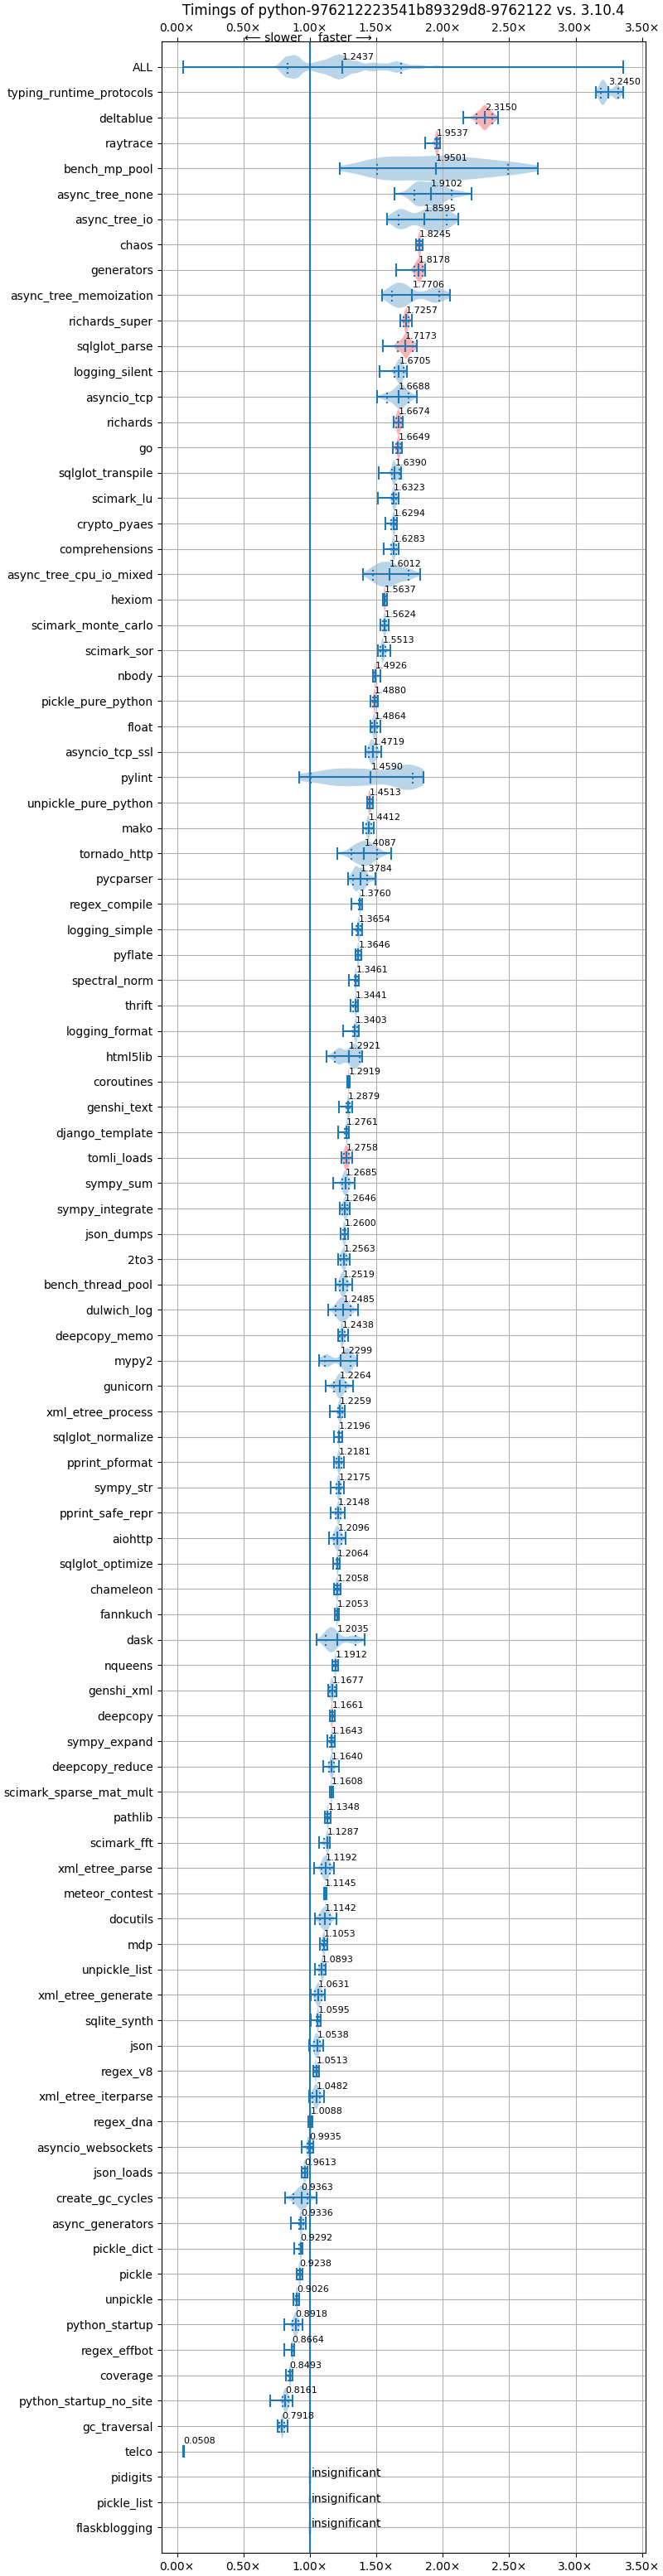 Timings of python-976212223541b89329d8-9762122 vs. 3.10.4
0.00× 0.50× 1.00× 1.50× 2.00× 2.50× 3.00× 3.50×
⟵ slower faster ⟶
ALL 1.2437
typing_runtime_protocols 3.2450
deltablue 2.3150
raytrace 1.9537
bench_mp_pool 1.9501
async_tree_none 1.9102
async_tree_io 1.8595
chaos 1.8245
generators 1.8178
async_tree_memoization 1.7706
richards_super 1.7257
sqlglot_parse 1.7173
logging_silent 1.6705
asyncio_tcp 1.6688
richards 1.6674
go 1.6649
sqlglot_transpile 1.6390
scimark_lu 1.6323
crypto_pyaes 1.6294
comprehensions 1.6283
async_tree_cpu_io_mixed 1.6012
hexiom 1.5637
scimark_monte_carlo 1.5624
scimark_sor 1.5513
nbody 1.4926
pickle_pure_python 1.4880
float 1.4864
asyncio_tcp_ssl 1.4719
pylint 1.4590
unpickle_pure_python 1.4513
mako 1.4412
tornado_http 1.4087
pycparser 1.3784
regex_compile 1.3760
logging_simple 1.3654
pyflate 1.3646
spectral_norm 1.3461
thrift 1.3441
logging_format 1.3403
html5lib 1.2921
coroutines 1.2919
genshi_text 1.2879
django_template 1.2761
tomli_loads 1.2758
sympy_sum 1.2685
sympy_integrate 1.2646
json_dumps 1.2600
2to3 1.2563
bench_thread_pool 1.2519
dulwich_log 1.2485
deepcopy_memo 1.2438
mypy2 1.2299
gunicorn 1.2264
xml_etree_process 1.2259
sqlglot_normalize 1.2196
pprint_pformat 1.2181
sympy_str 1.2175
pprint_safe_repr 1.2148
aiohttp 1.2096
sqlglot_optimize 1.2064
chameleon 1.2058
fannkuch 1.2053
dask 1.2035
nqueens 1.1912
genshi_xml 1.1677
deepcopy 1.1661
sympy_expand 1.1643
deepcopy_reduce 1.1640
scimark_sparse_mat_mult 1.1608
pathlib 1.1348
scimark_fft 1.1287
xml_etree_parse 1.1192
meteor_contest 1.1145
docutils 1.1142
mdp 1.1053
unpickle_list 1.0893
xml_etree_generate 1.0631
sqlite_synth 1.0595
json 1.0538
regex_v8 1.0513
xml_etree_iterparse 1.0482
regex_dna 1.0088
asyncio_websockets 0.9935
json_loads 0.9613
create_gc_cycles 0.9363
async_generators 0.9336
pickle_dict 0.9292
pickle 0.9238
unpickle 0.9026
python_startup 0.8918
regex_effbot 0.8664
coverage 0.8493
python_startup_no_site 0.8161
gc_traversal 0.7918
telco 0.0508
pidigits insignificant
pickle_list insignificant
flaskblogging insignificant
0.00× 0.50× 1.00× 1.50× 2.00× 2.50× 3.00× 3.50×